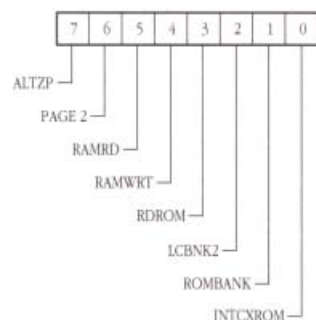 7 6 5 4 3 2 1 0
ALTZP
PAGE 2
RAMRD
RAMWRT
RDROM
LCBNK2
ROMBANK
INTCXROM